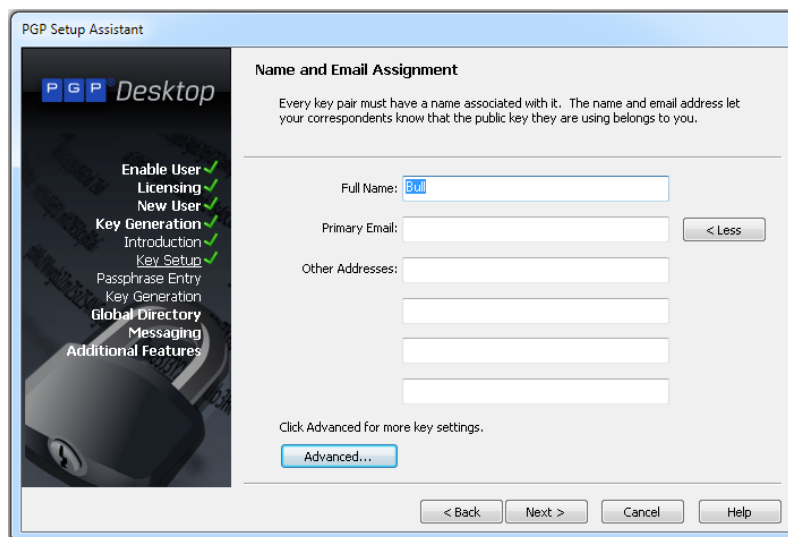 PGP Setup Assistant
PGP Desktop
Enable User
Licensing
New User
Key Generation
Introduction
Key Setup
Passphrase Entry
Key Generation
Global Directory
Messaging
Additional Features
Name and Email Assignment
Every key pair must have a name associated with it. The name and email address let
your correspondents know that the public key they are using belongs to you.
Full Name: Bull
Primary Email:
< Less
Other Addresses:
Click Advanced for more key settings.
Advanced...
< Back Next > Cancel Help